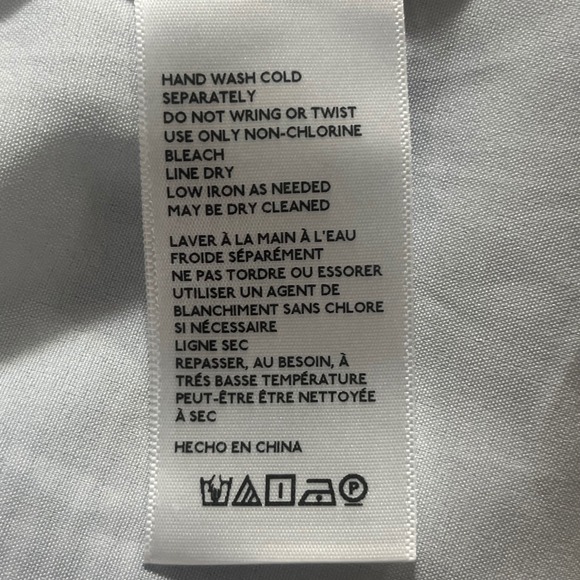 HAND WASH COLD
SEPARATELY
DO NOT WRING OR TWIST
USE ONLY NON-CHLORINE
BLEACH
LINE DRY
LOW IRON AS NEEDED
MAY BE DRY CLEANED
LAVER À LA MAIN À L'EAU
FROIDE SÉPARÉMENT
NE PAS TORDRE OU ESSORER
UTILISER UN AGENT DE
BLANCHIMENT SANS CHLORE
SI NÉCESSAIRE
LIGNE SEC
REPASSER, AU BESOIN, À
TRÉS BASSE TEMPÉRATURE
PEUT-ÊTRE ÊTRE NETTOYÉE
À SEC
HECHO EN CHINA
P